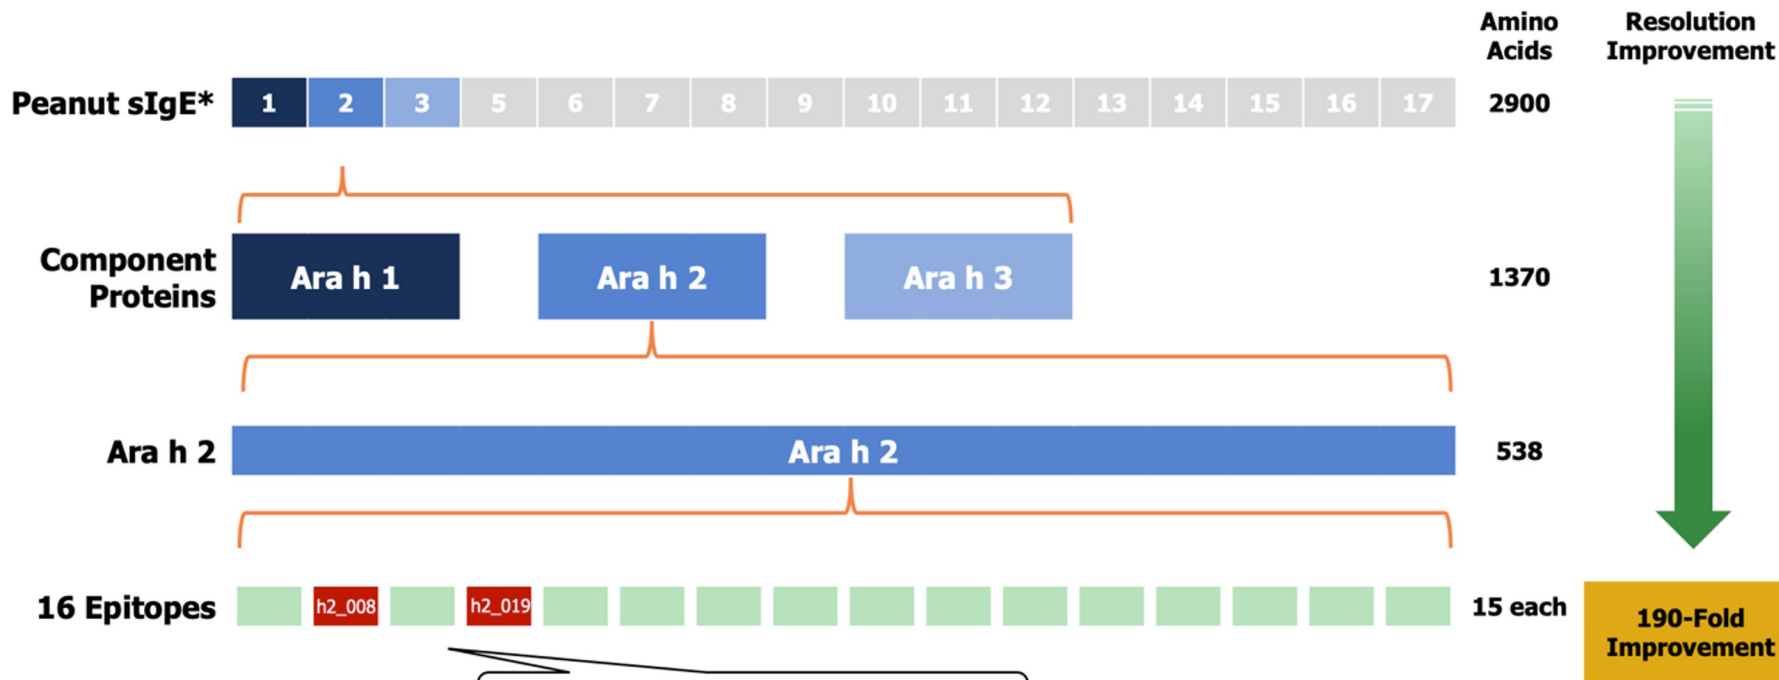 Amino
Acids
Resolution
Improvement
Peanut sIgE* 1 2 3 5 6 7 8 9 10 11 12 13 14 15 16 17 2900
Component
Proteins
Ara h 1 Ara h 2 Ara h 3 1370
Ara h 2 Ara h 2 538
16 Epitopes h2_008 h2_019 15 each
190-Fold
Improvement